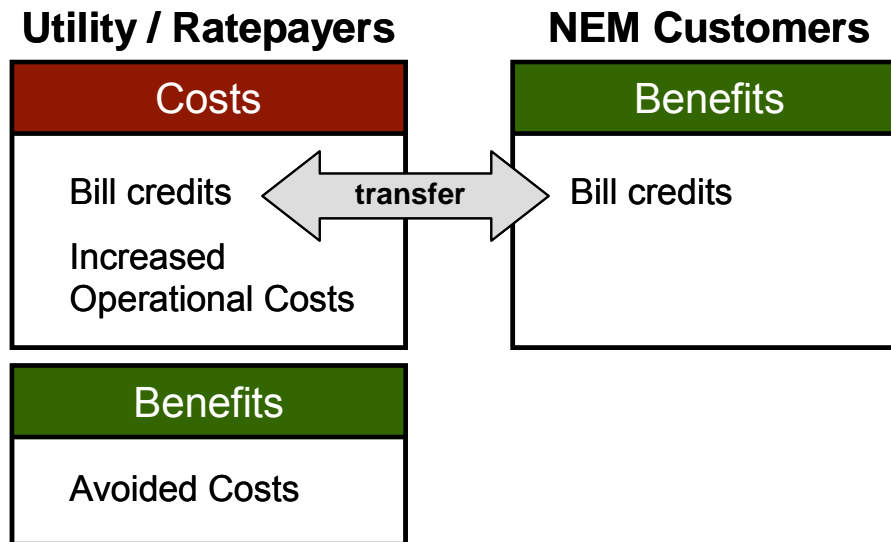 Utility / Ratepayers
NEM Customers
Costs
Benefits
Bill credits
transfer
Bill credits
Increased
Operational Costs
Benefits
Avoided Costs